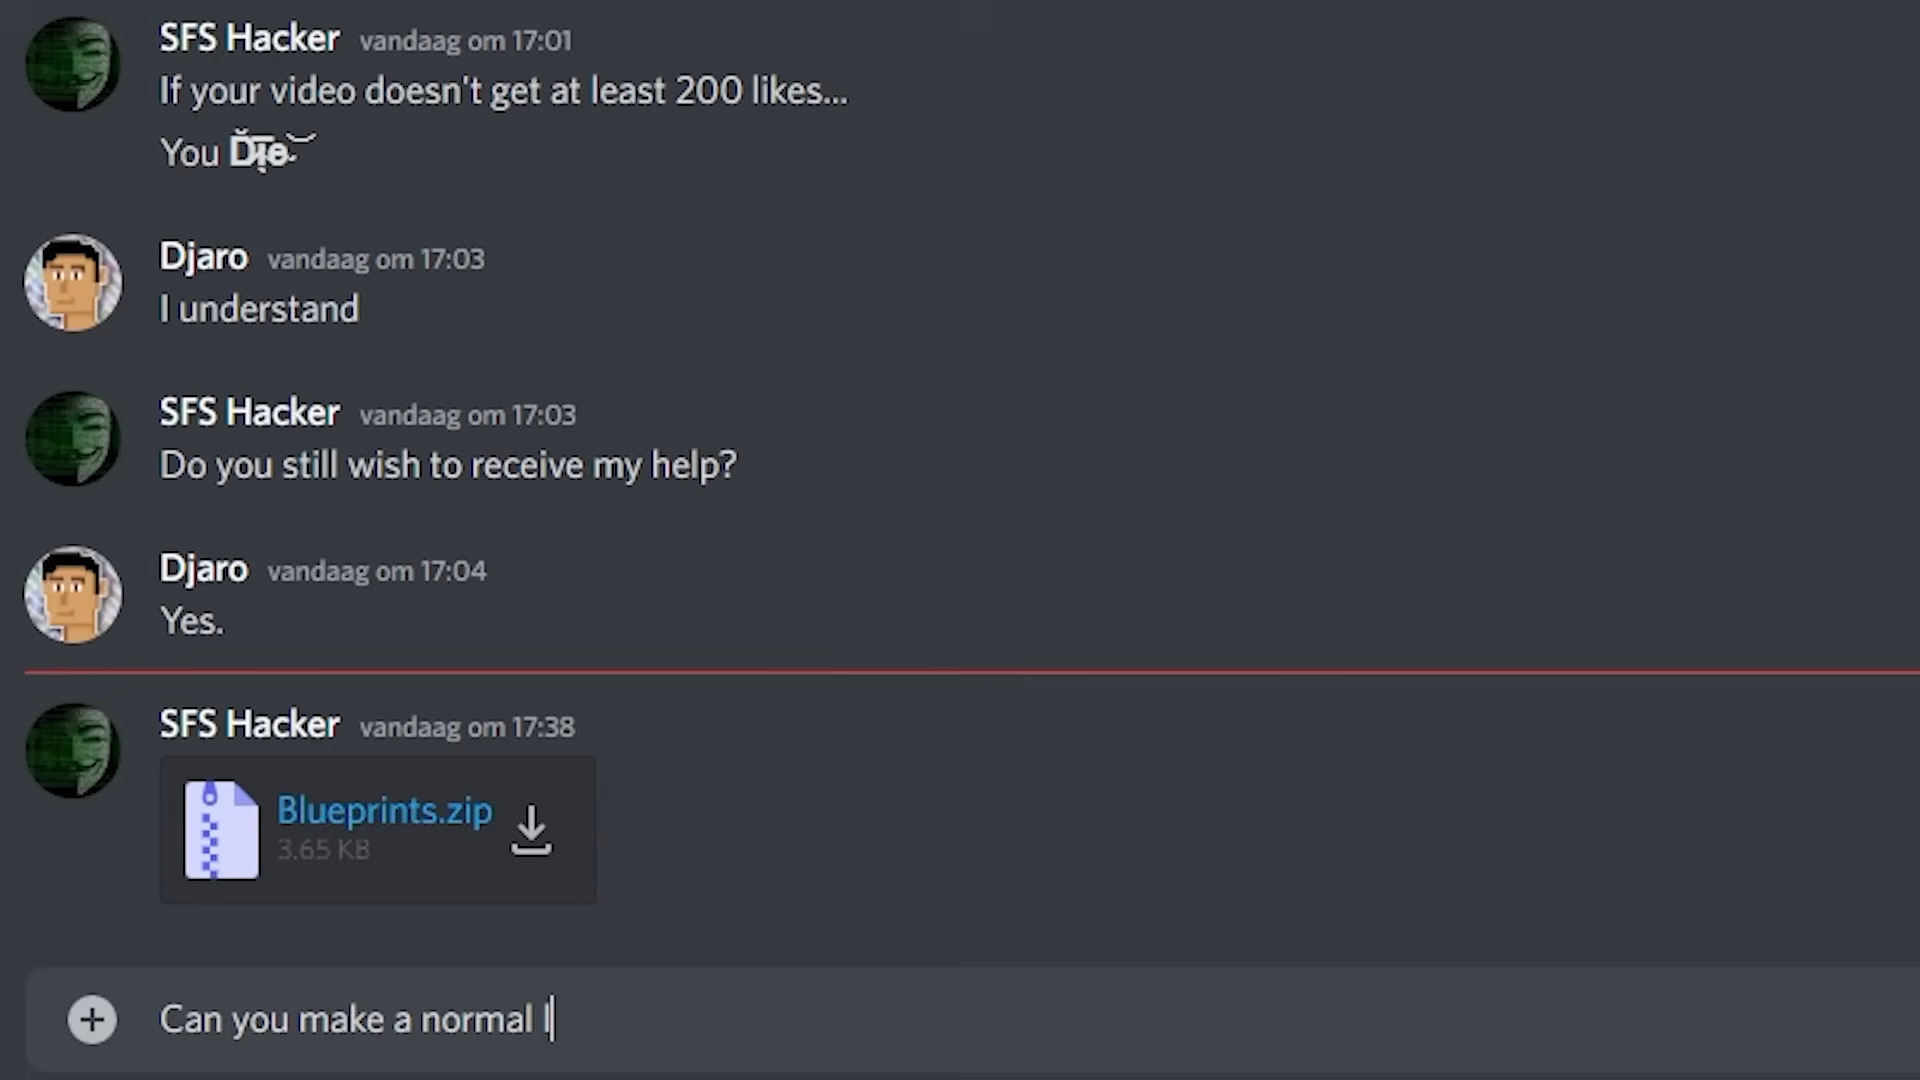 SFS Hacker vandaag om 17:01
If your video doesn't get at least 200 likes...
You Die
Djaro vandaag om 17:03
I understand
SFS Hacker vandaag om 17:03
Do you still wish to receive my help?
Djaro vandaag om 17:04
Yes.
SFS Hacker vandaag om 17:38
Blueprints.zip
3.65 KB
Can you make a normal l